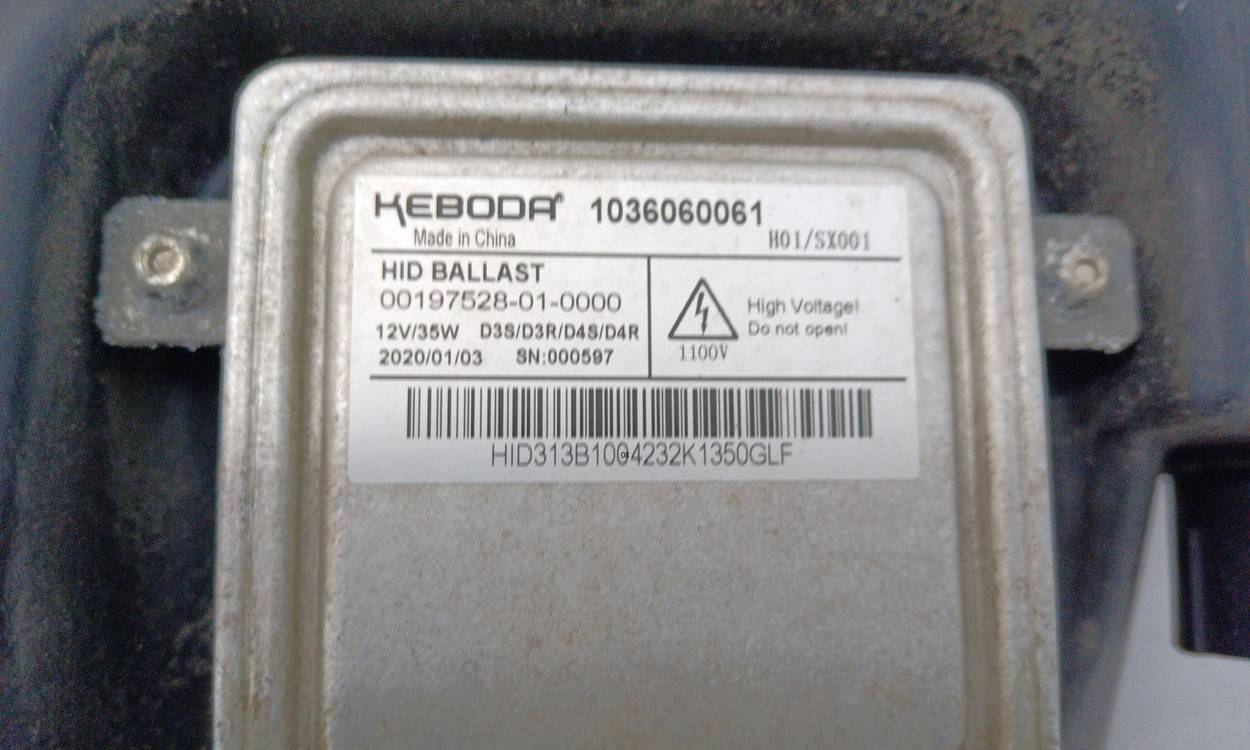 KEBODA 1036060061
Made in China H01/SX001
HID BALLAST
00197528-01-0000
12V/35W D3S/D3R/D4S/D4R
2020/01/03 SN:000597
High Voltage!
Do not open!
1100V
HID313B1004232K1350GLF